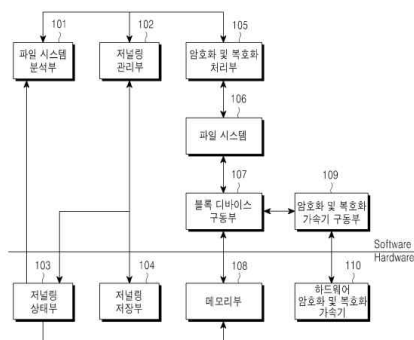 101
102
105
파일 시스템
분석부
저널링
관리부
암호화 및 복호화
처리부
106
파일 시스템
107
109
블록 디바이스
구동부
암호화 및 복호화
가속기 구동부
Software
Hardware
103
104
108
110
저널링
상태부
저널링
저장부
메모리부
하드웨어
암호화 및 복호화
가속기